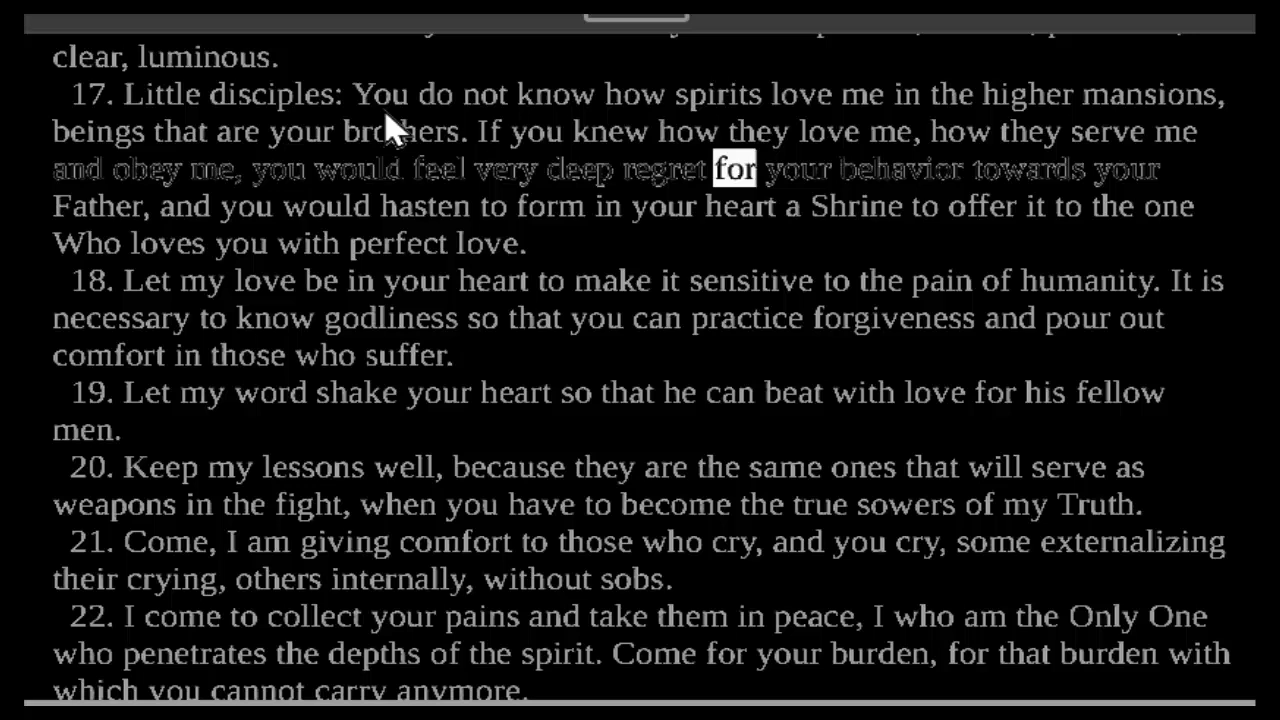 clear, luminous.
17. Little disciples: You do not know how spirits love me in the higher mansions,
beings that are your brothers. If you knew how they love me, how they serve me
and obey me, you would feel very deep regret for your behavior towards your
Father, and you would hasten to form in your heart a Shrine to offer it to the one
Who loves you with perfect love.
18. Let my love be in your heart to make it sensitive to the pain of humanity. It is
necessary to know godliness so that you can practice forgiveness and pour out
comfort in those who suffer.
19. Let my word shake your heart so that he can beat with love for his fellow
men.
20. Keep my lessons well, because they are the same ones that will serve as
weapons in the fight, when you have to become the true sowers of my Truth.
21. Come, I am giving comfort to those who cry, and you cry, some externalizing
their crying, others internally, without sobs.
22. I come to collect your pains and take them in peace, I who am the Only One
who penetrates the depths of the spirit. Come for your burden, for that burden with
which you cannot carry anymore.